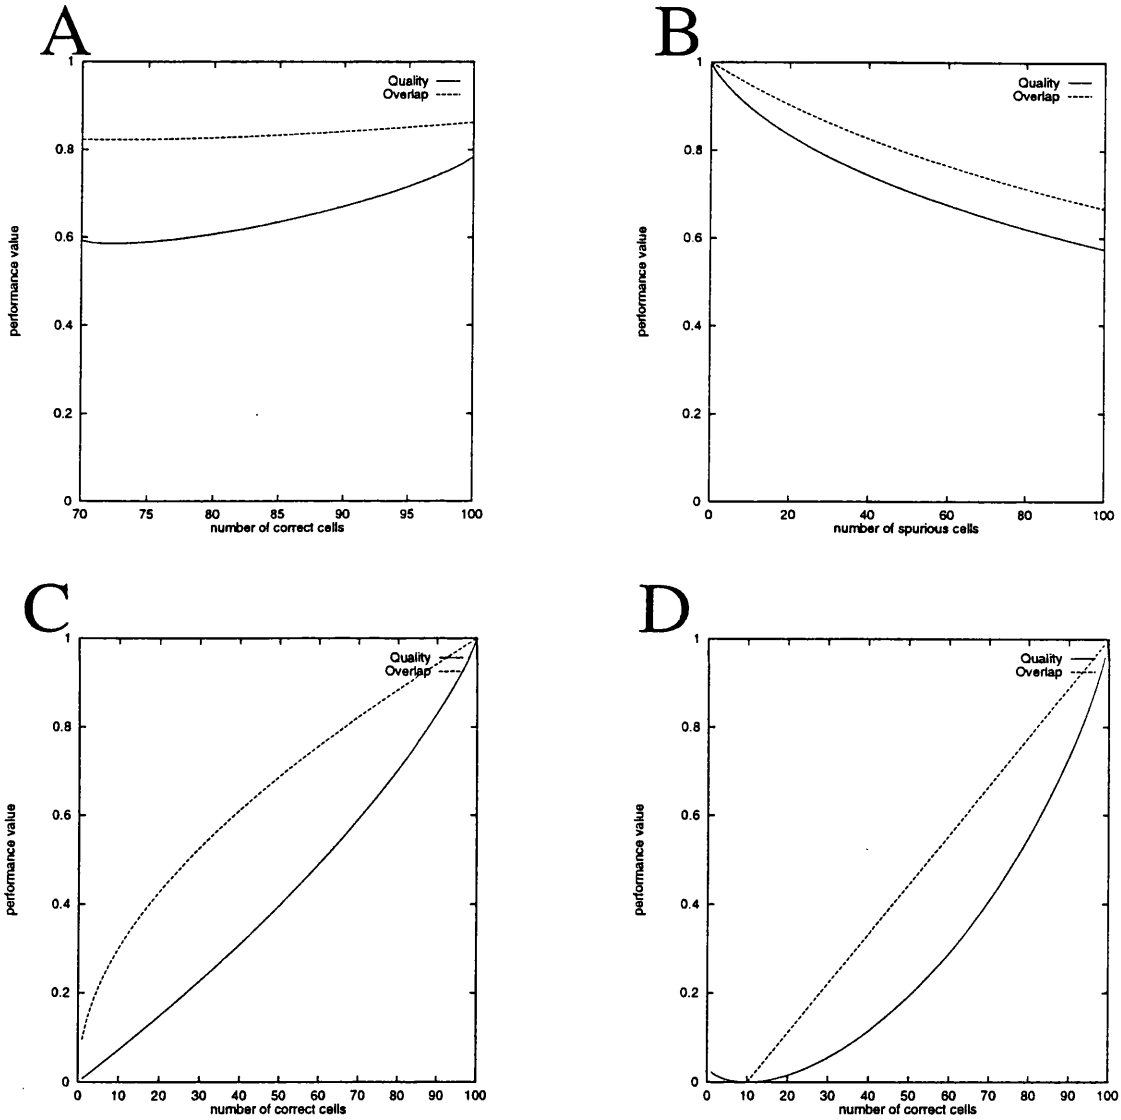 A
1
Quality
Overlap
0.8
0.6
performance value
0.4
0.2
0
70 75 80 85 90 95 100
number of correct cells
B
1
Quality
Overlap
0.8
0.6
performance value
0.4
0.2
0
0 20 40 60 80 100
number of spurious cells
C
1
Quality
Overlap
0.8
0.6
performance value
0.4
0.2
0
0 10 20 30 40 50 60 70 80 90 100
number of correct cells
D
1
Quality
Overlap
0.8
0.6
performance value
0.4
0.2
0
0 10 20 30 40 50 60 70 80 90 100
number of correct cells